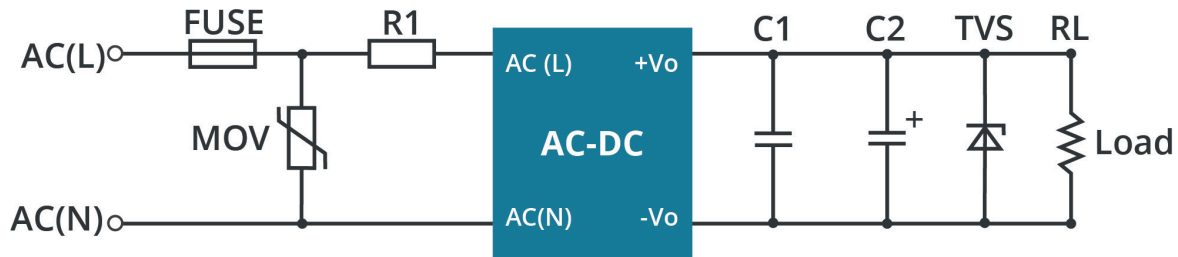 FUSE R1 C1 C2 TVS RL
AC(L) AC (L) +Vo
MOV AC-DC + Load
AC(N) AC(N) -Vo